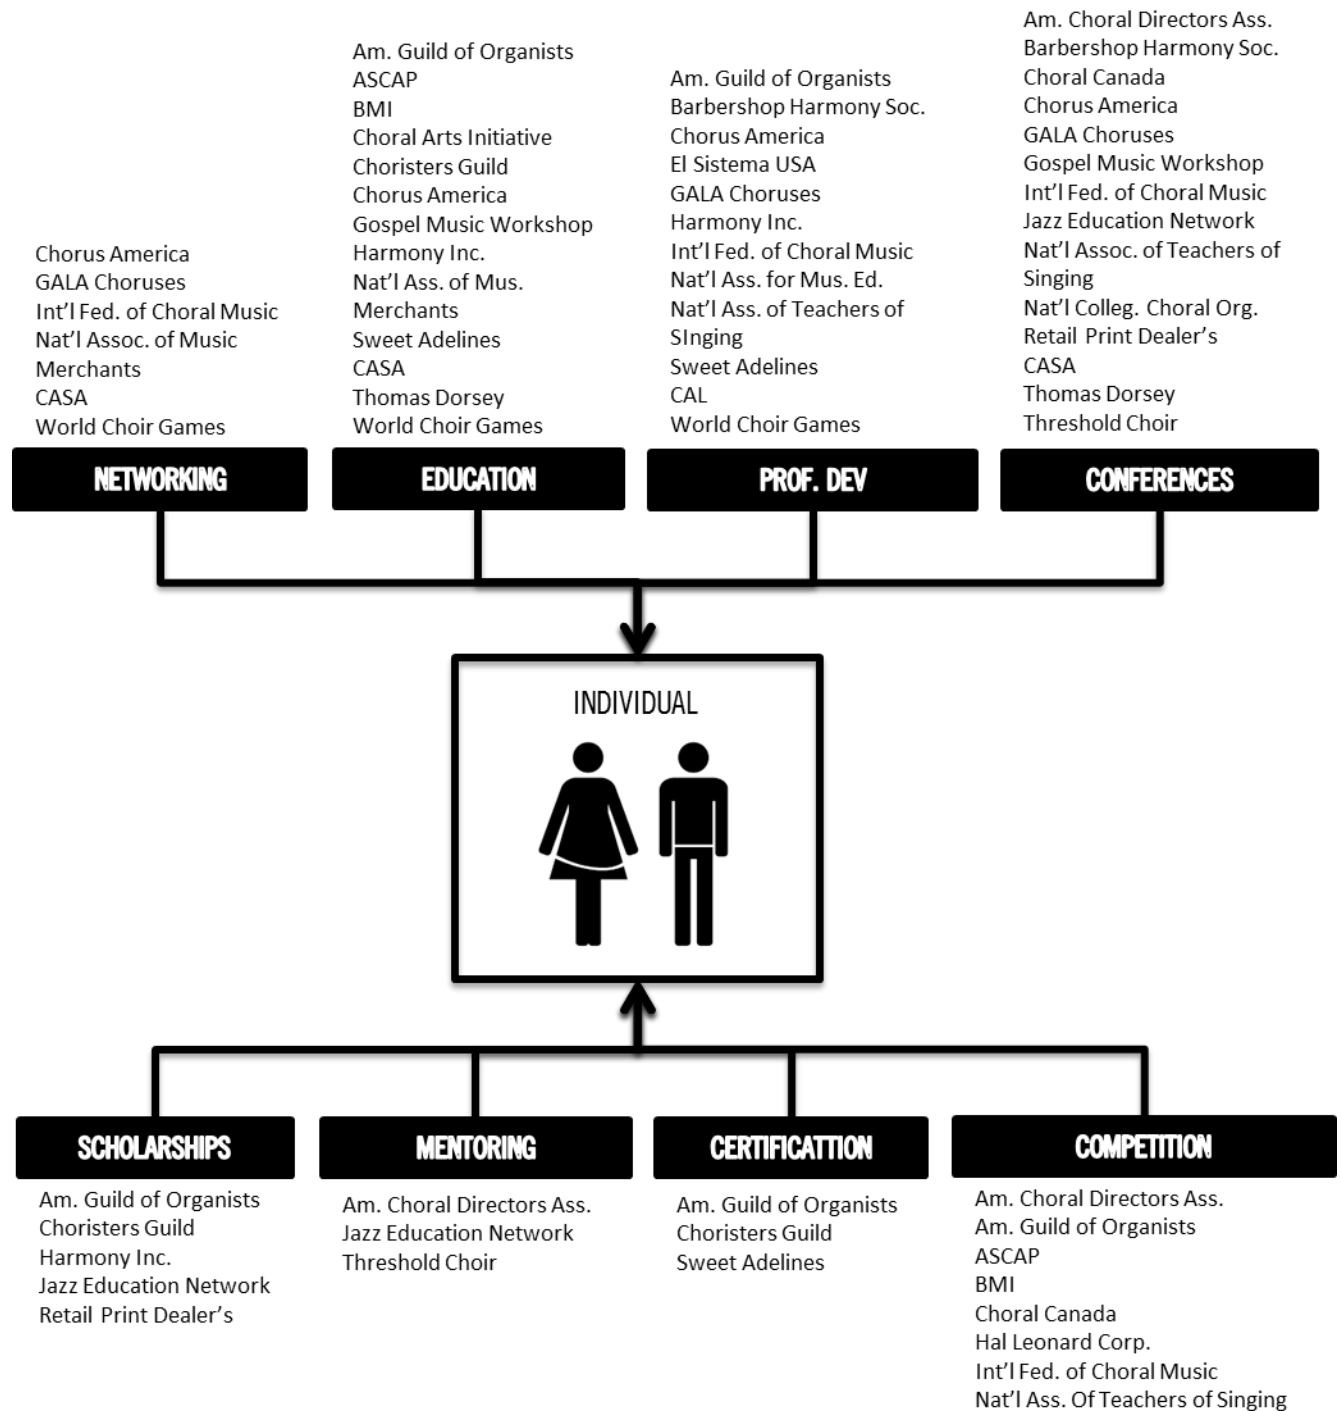 Chorus America
GALA Choruses
Int'l Fed. of Choral Music
Nat'l Assoc. of Music
Merchants
CASA
World Choir Games
NETWORKING
Am. Guild of Organists
ASCAP
BMI
Choral Arts Initiative
Choristers Guild
Chorus America
Gospel Music Workshop
Harmony Inc.
Nat'l Ass. of Mus.
Merchants
Sweet Adelines
CASA
Thomas Dorsey
World Choir Games
EDUCATION
Am. Guild of Organists
Barbershop Harmony Soc.
Chorus America
El Sistema USA
GALA Choruses
Harmony Inc.
Int'l Fed. of Choral Music
Nat'l Ass. for Mus. Ed.
Nat'l Ass. of Teachers of
SInging
Sweet Adelines
CAL
World Choir Games
PROF. DEV
Am. Choral Directors Ass.
Barbershop Harmony Soc.
Choral Canada
Chorus America
GALA Choruses
Gospel Music Workshop
Int'l Fed. of Choral Music
Jazz Education Network
Nat'l Assoc. of Teachers of
Singing
Nat'l Colleg. Choral Org.
Retail Print Dealer's
CASA
Thomas Dorsey
Threshold Choir
CONFERENCES
INDIVIDUAL
SCHOLARSHIPS
Am. Guild of Organists
Choristers Guild
Harmony Inc.
Jazz Education Network
Retail Print Dealer's
MENTORING
Am. Choral Directors Ass.
Jazz Education Network
Threshold Choir
CERTIFICATTION
Am. Guild of Organists
Choristers Guild
Sweet Adelines
COMPETITION
Am. Choral Directors Ass.
Am. Guild of Organists
ASCAP
BMI
Choral Canada
Hal Leonard Corp.
Int'l Fed. of Choral Music
Nat'l Ass. Of Teachers of Singing